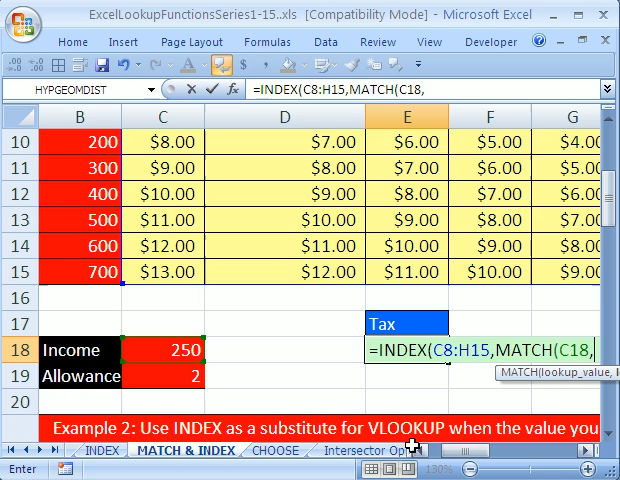 ExcelLookupFunctionsSeries1-15..xls [Compatibility Mode] - Microsoft Excel
Home Insert Page Layout Formulas Data Review View Developer
HYPGEOMDIST fx =INDEX(C8:H15,MATCH(C18,
B C D E F G
10 200 $8.00 $7.00 $6.00 $5.00 $4.00
11 300 $9.00 $8.00 $7.00 $6.00 $5.00
12 400 $10.00 $9.00 $8.00 $7.00 $6.00
13 500 $11.00 $10.00 $9.00 $8.00 $7.00
14 600 $12.00 $11.00 $10.00 $9.00 $8.00
15 700 $13.00 $12.00 $11.00 $10.00 $9.00
16
17 Tax
18 Income 250 =INDEX(C8:H15,MATCH(C18,
MATCH(lookup_value, l
19 Allowance 2
20
Example 2: Use INDEX as a substitute for VLOOKUP when the value you
INDEX MATCH & INDEX CHOOSE Intersector Op
Enter 130%